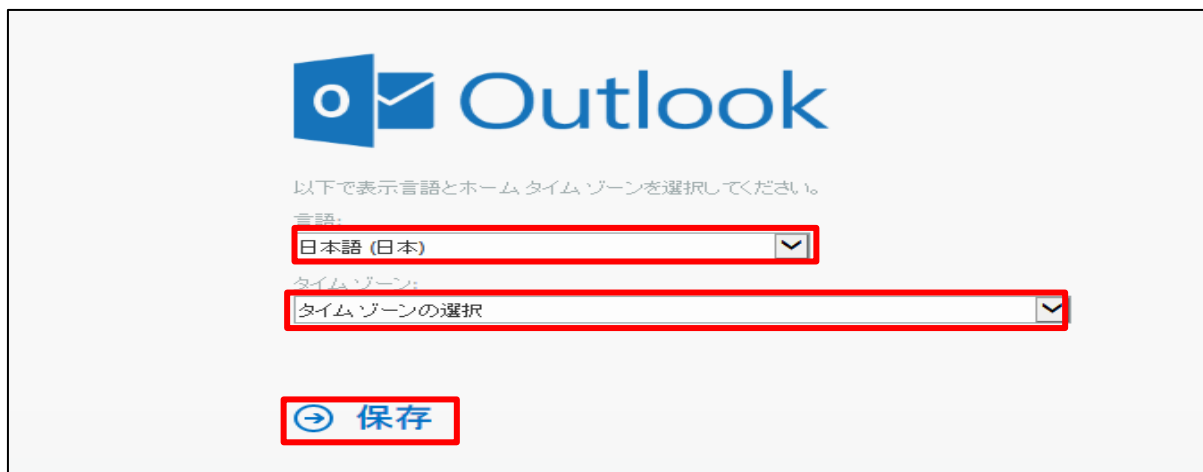 Outlook
以下で表示言語とホーム タイム ゾーンを選択してください。
言語:
日本語 (日本)
タイム ゾーン:
タイム ゾーンの選択
保存